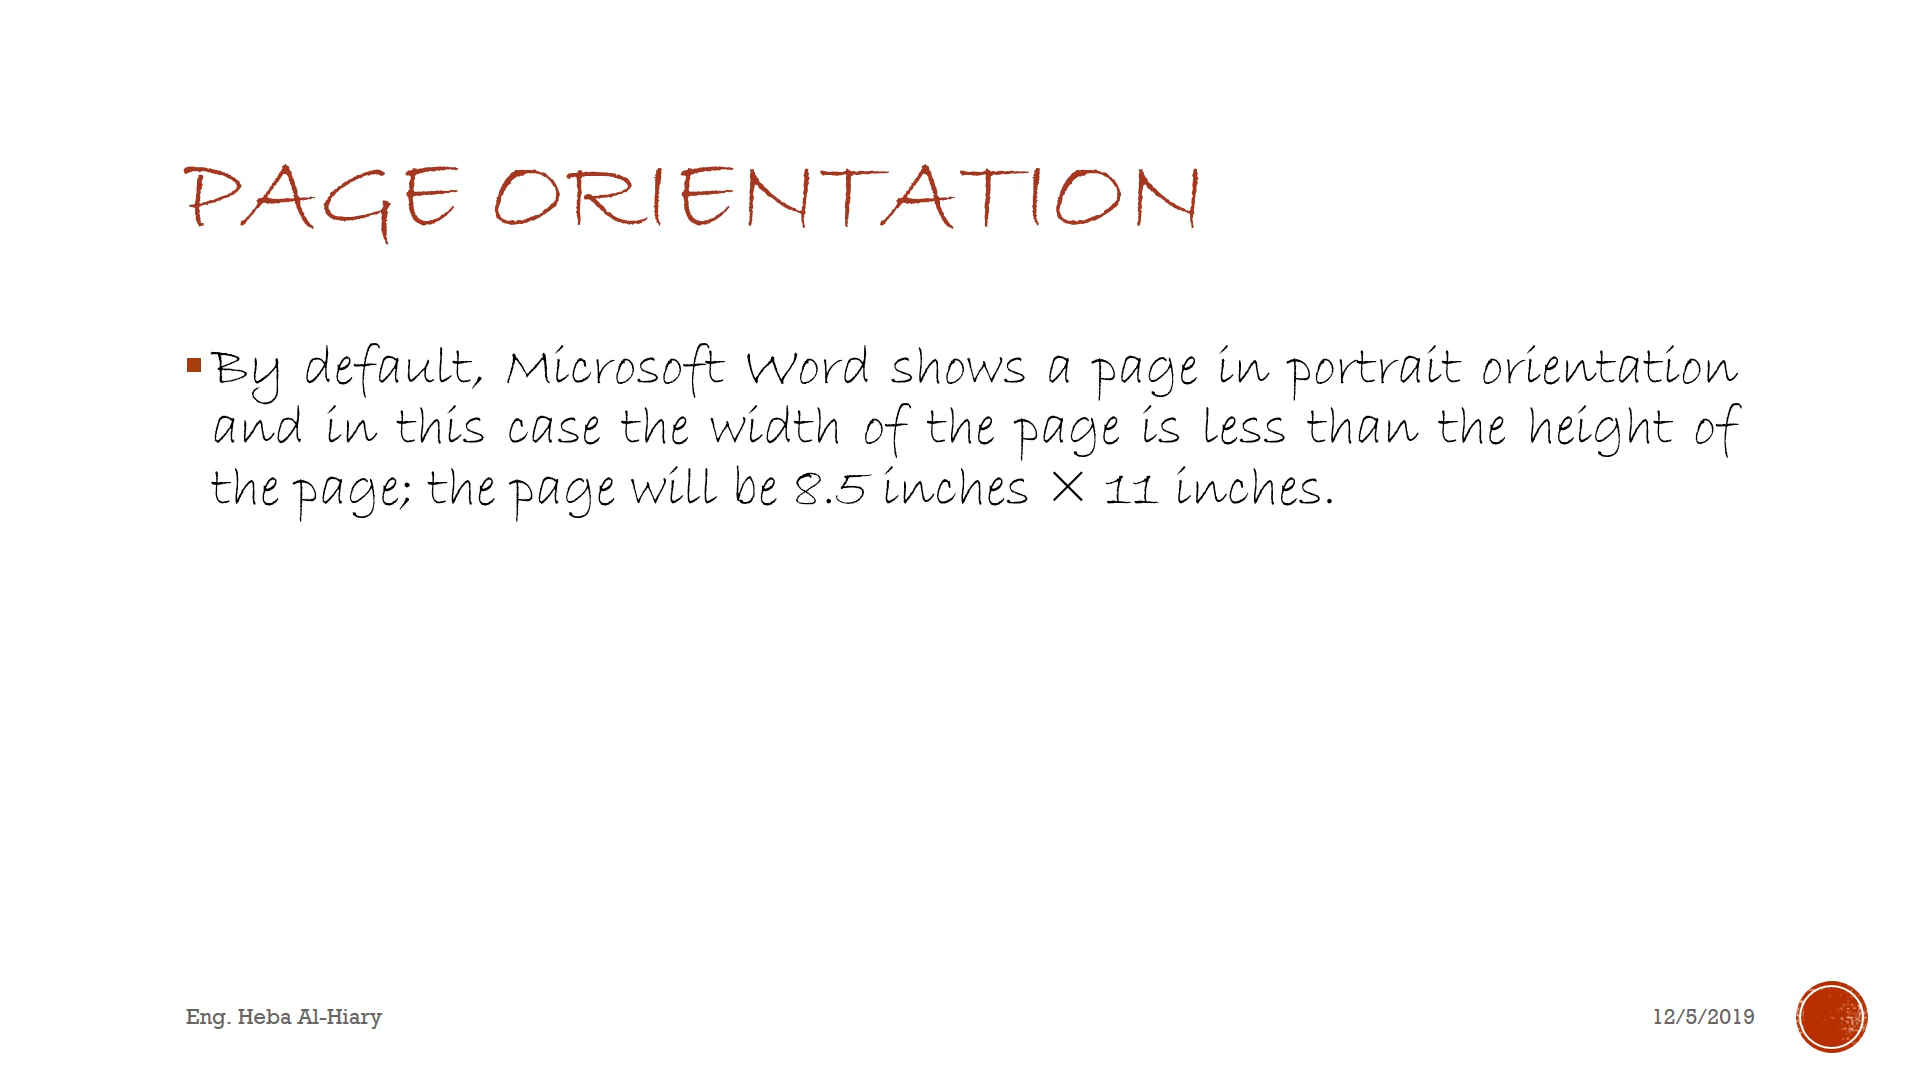 PAGE ORIENTATION
▪By default, Microsoft Word shows a page in portrait orientation
and in this case the width of the page is less than the height of
the page; the page will be 8.5 inches × 11 inches.
Eng. Heba Al-Hiary
12/5/2019